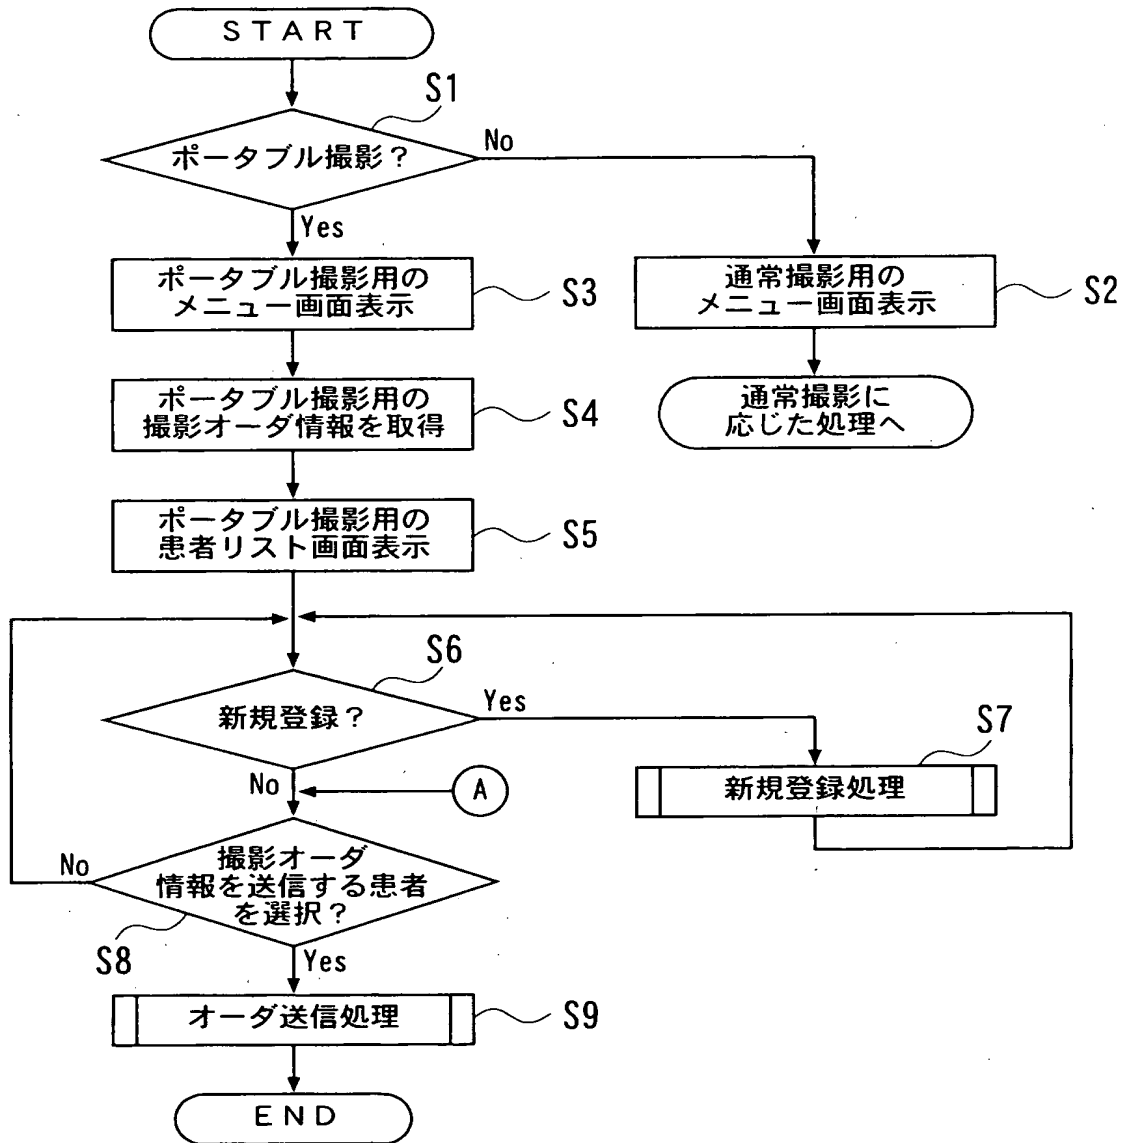 START
S1
ポータブル撮影？
No
Yes
ポータブル撮影用の
メニュー画面表示
S3
通常撮影用の
メニュー画面表示
S2
ポータブル撮影用の
撮影オーダ情報を取得
S4
通常撮影に
応じた処理へ
ポータブル撮影用の
患者リスト画面表示
S5
S6
新規登録？
Yes
S7
No
A
新規登録処理
撮影オーダ
情報を送信する患者
を選択？
No
S8
Yes
オーダ送信処理
S9
END